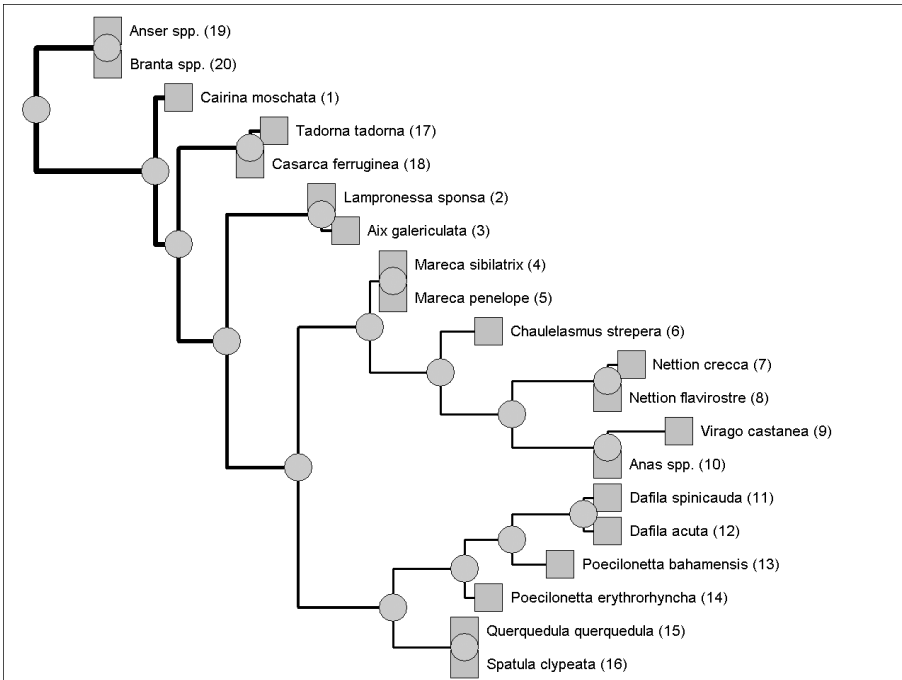 Anser spp. (19)
Branta spp. (20)
Cairina moschata (1)
Tadorna tadorna (17)
Casarca ferruginea (18)
Lampronessa sponsa (2)
Aix galericulata (3)
Mareca sibilatrix (4)
Mareca penelope (5)
Chaulelasmus strepera (6)
Nettion crecca (7)
Nettion flavirostre (8)
Virago castanea (9)
Anas spp. (10)
Dafila spinicauda (11)
Dafila acuta (12)
Poecilonetta bahamensis (13)
Poecilonetta erythrorhyncha (14)
Querquedula querquedula (15)
Spatula clypeata (16)